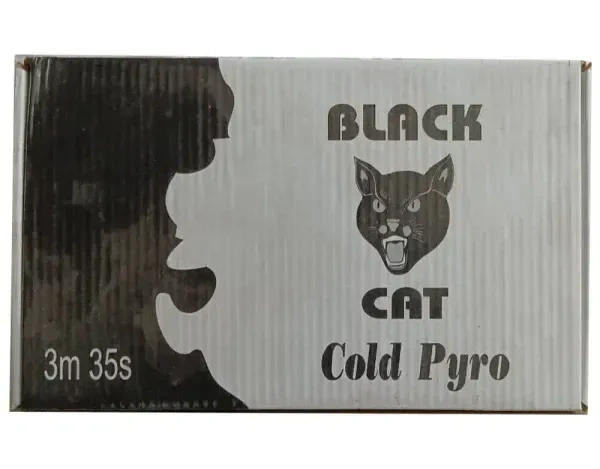 BLACK
CAT
Cold Pyro
3m 35s